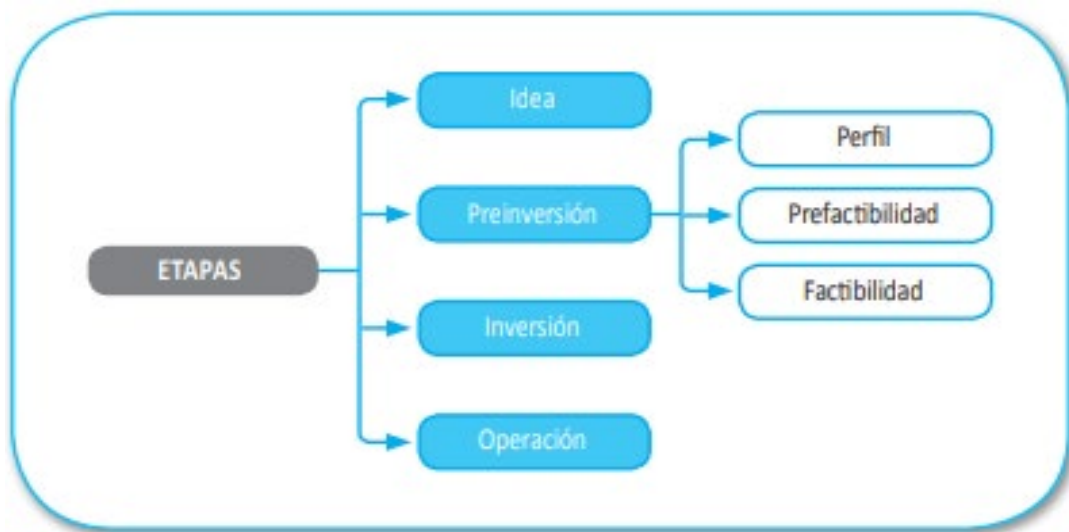 ETAPAS
Idea
Preinversión
Inversión
Operación
Perfil
Prefactibilidad
Factibilidad